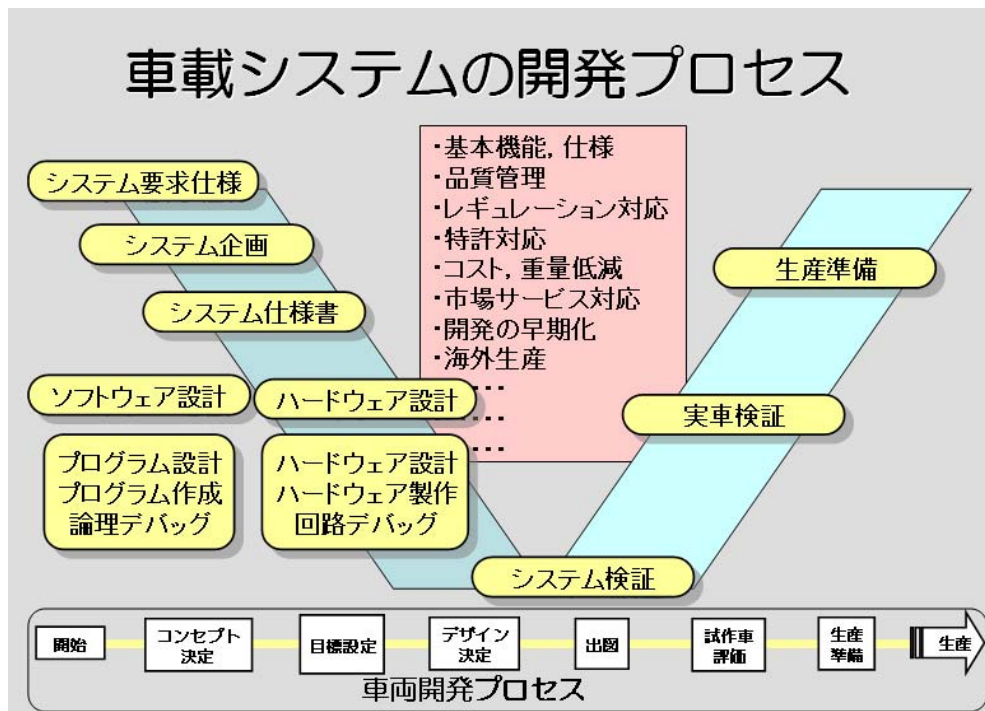 車載システムの開発プロセス
システム要求仕様
システム企画
システム仕様書
ソフトウェア設計
ハードウェア設計
プログラム設計
プログラム作成
論理デバッグ
ハードウェア設計
ハードウェア製作
回路デバッグ
・基本機能, 仕様
・品質管理
・レギュレーション対応
・特許対応
・コスト, 重量低減
・市場サービス対応
・開発の早期化
・海外生産
・・・・
・・・・
・・・・
システム検証
実車検証
生産準備
開始
コンセプト
決定
目標設定
デザイン
決定
出図
試作車
評価
生産
準備
生産
車両開発プロセス